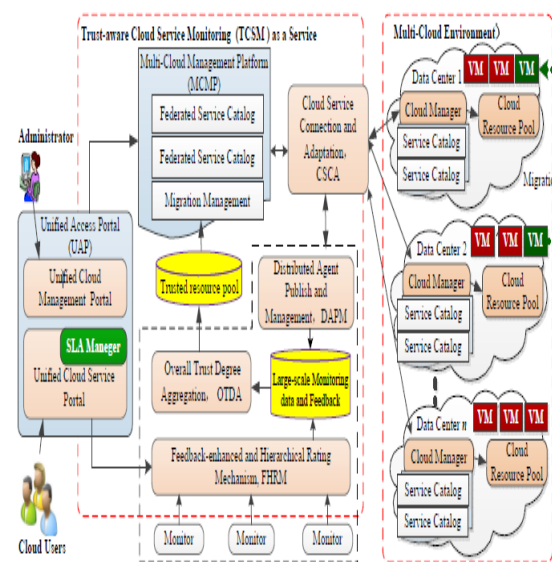 Trust-aware Cloud Service Monitoring (TCSM) as a Service
Multi-Cloud Management Platform
(MCMP)
Federated Service Catalog
Federated Service Catalog
Migration Management
Cloud Service
Connection and
Adaptation,
CSCA
Administrator
Unified Access Portal
(UAP)
Unified Cloud
Management Portal
SLA Maneger
Unified Cloud Service
Portal
Cloud Users
Trusted resource pool
Distributed Agent
Publish and
Management, DAPM
Overall Trust Degree
Aggregation, OTDA
Large-scale Monitoring
data and Feedback
Feedback-enhanced and Hierarchical Rating
Mechanism, FHRM
Monitor
Monitor
Monitor
Multi-Cloud Environment〉
Data Center 1
VM
VM
VM
Cloud Manager
Cloud
Resource Pool
Service Catalog
Service Catalog
Migratio
Data Center 2
VM
VM
VM
Cloud Manager
Cloud
Resource Pool
Service Catalog
Service Catalog
Data Center n
VM
VM
VM
Cloud Manager
Cloud
Resource Pool
Service Catalog
Service Catalog